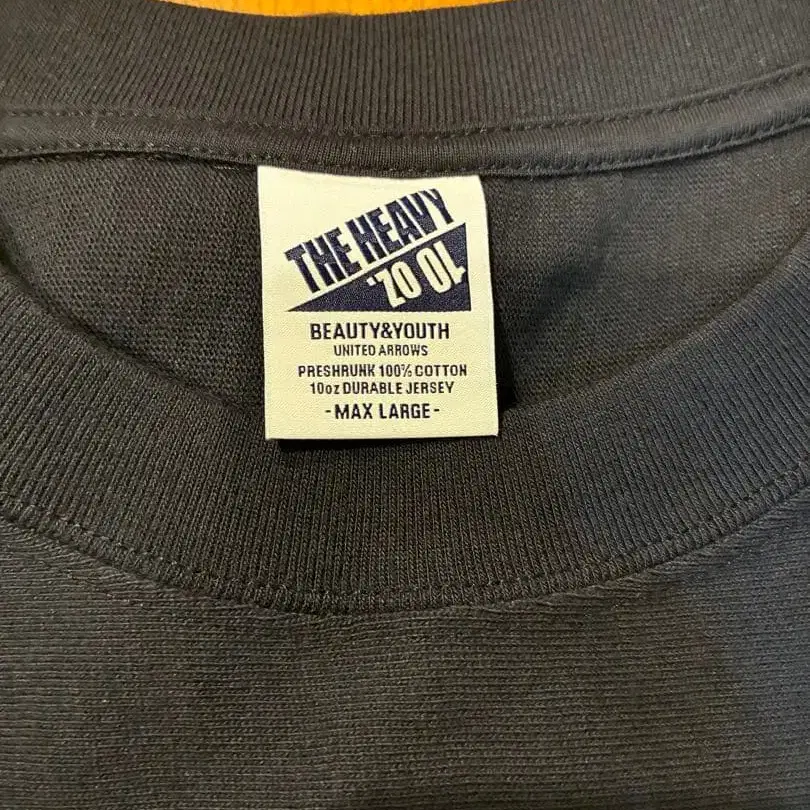 THE HEAVY
10 OZ.
BEAUTY&YOUTH
UNITED ARROWS
PRESHRUNK 100% COTTON
10oz DURABLE JERSEY
-MAX LARGE-